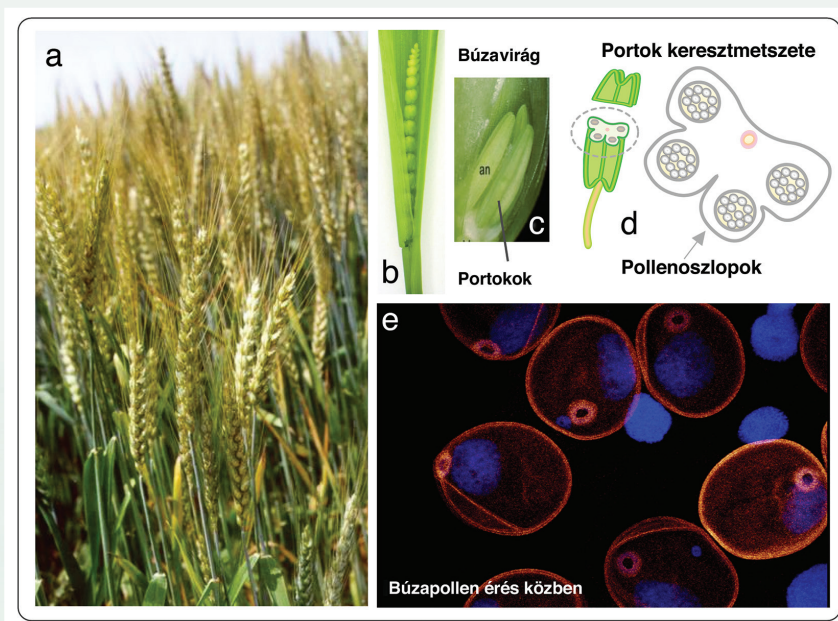 a
b
Búzavirág
an
c
Portokok
Portok keresztmetszete
d
Pollenoszlopok
e
Búzapollen érés közben